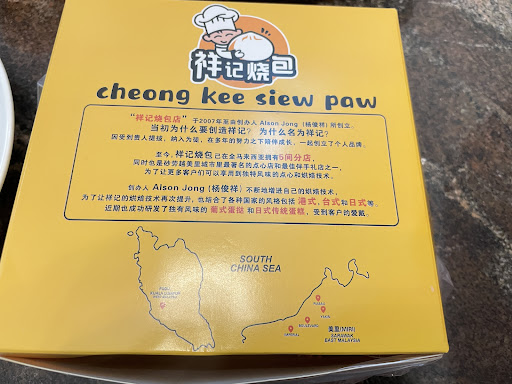 祥记烧包
cheong kee siew paw
“祥记烧包店” 于2007年至由创办人 Alson Jong (杨俊祥) 所创立。
当初为什么要创造祥记？ 为什么名为祥记？
因受到贵人提拔、纳入为徒，在多年的努力之下陪伴成长，一起创立了个人品牌。
至今, 祥记烧包 已在全马来西亚拥有5间分店，
同时也是砂劳越美里城市里最著名的点心店和最佳伴手礼店之一，
为了让更多客户们可以享用到独特风味的点心和烘焙技术。
创办人 Alson Jong (杨俊祥) 不断地增进自己的烘焙技术，
为了让祥记的烘焙技术再次提升, 也结合了各种国家的风格包括 港式, 台式 和 日式等。
近期也成功研发了独有风味的 葡式蛋挞 和 日式传统蛋糕，受到客户的爱戴。
SOUTH
CHINA SEA
美里(MIRI)
SARAWAK
EAST MALAYSIA